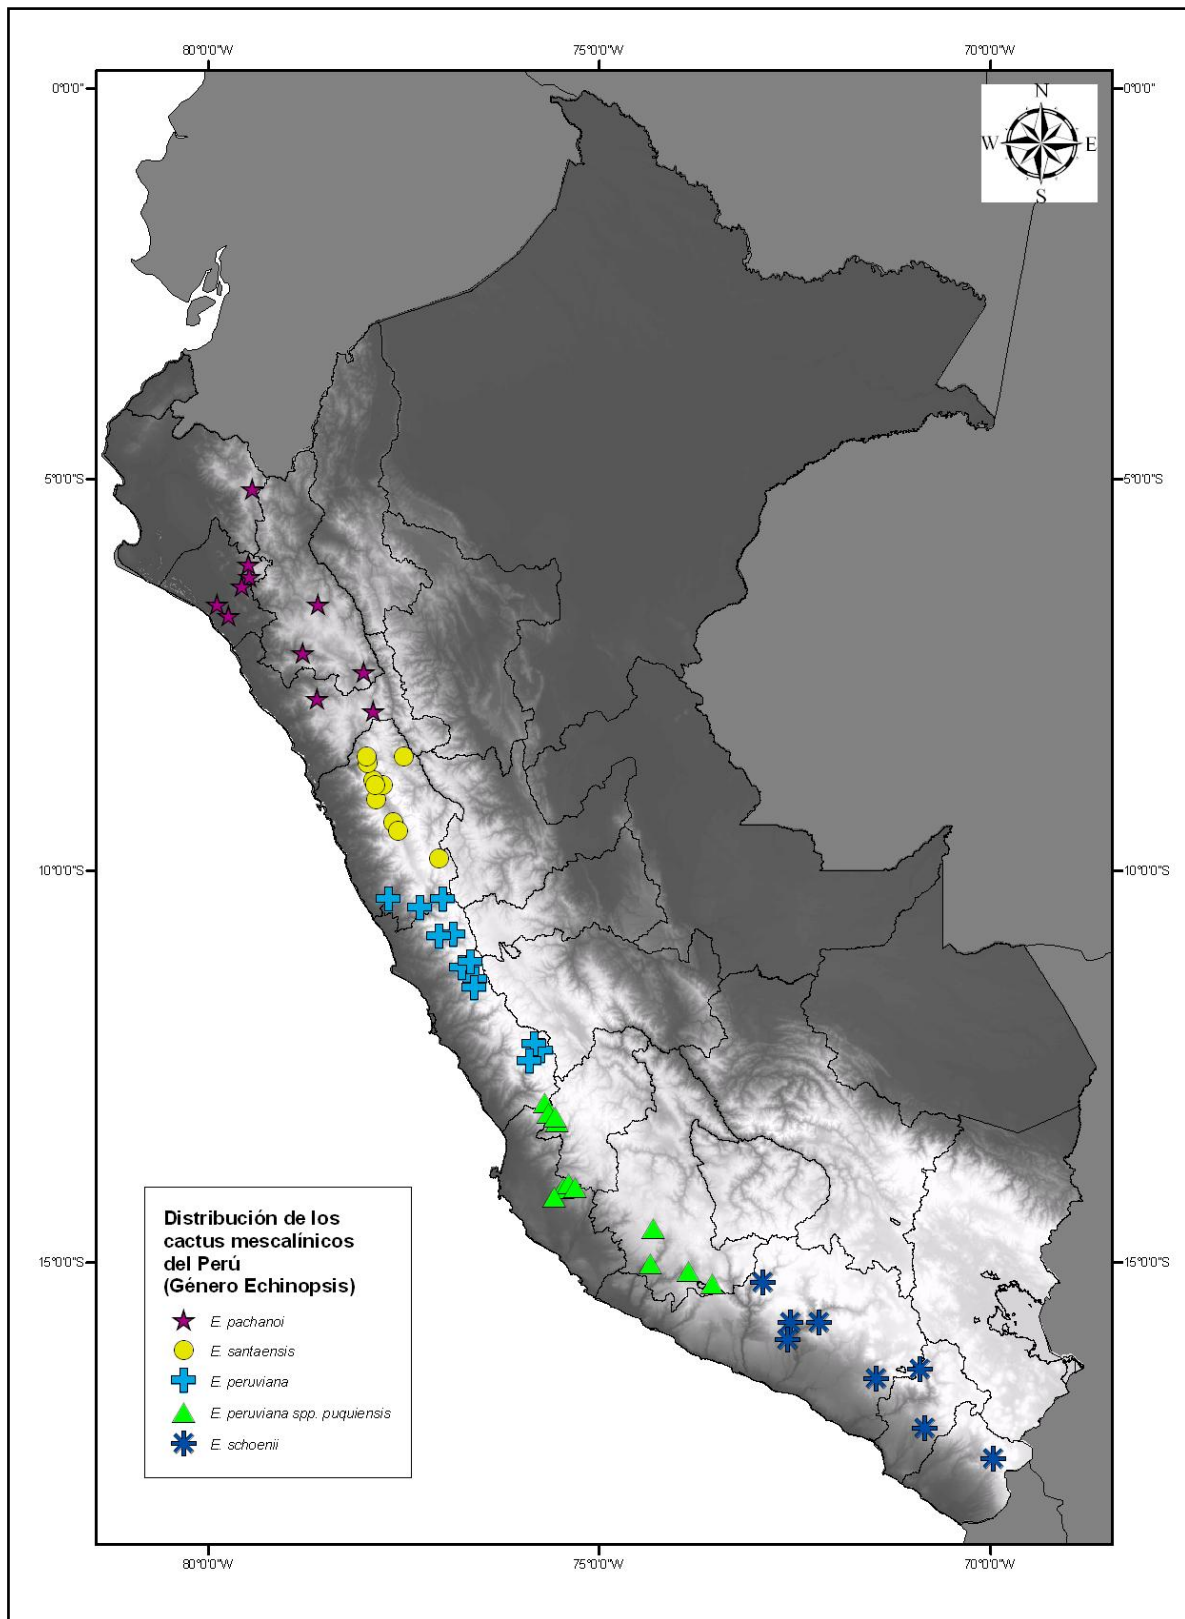 80°0'0"W 75°0'0"W 70°0'0"W
0°0'0" 0°0'0"
N
W E
S
5°0'0"S 5°0'0"S
10°0'0"S 10°0'0"S
15°0'0"S 15°0'0"S
Distribución de los
cactus mescalínicos
del Perú
(Género Echinopsis)
E. pachanoi
E. santaensis
E. peruviana
E. peruviana spp. puquiensis
E. schoenii
80°0'0"W 75°0'0"W 70°0'0"W